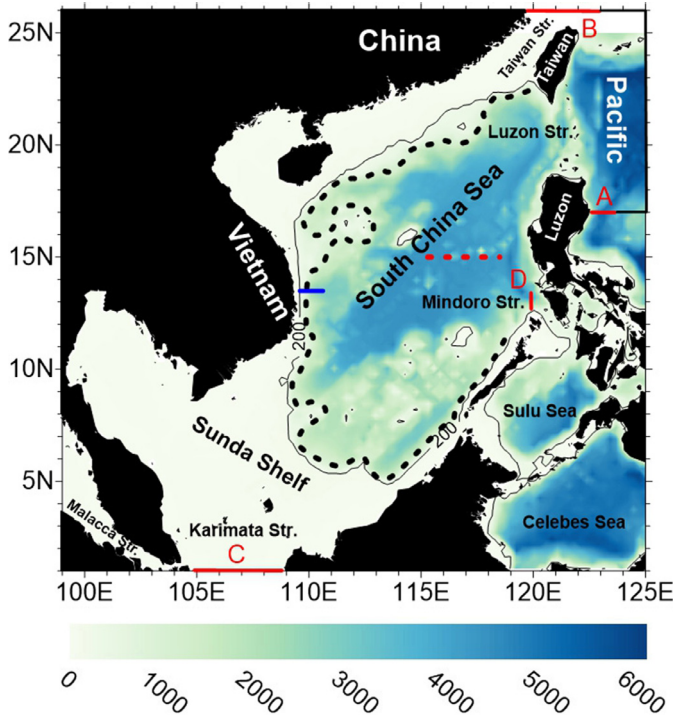 25N
20N
15N
10N
5N
China
Taiwan Str.
Taiwan
B
Pacific
Luzon Str.
A
Luzon
South China Sea
Vietnam
D
Mindoro Str.
200
200
Sulu Sea
Sunda Shelf
Malacca Str.
Karimata Str.
C
Celebes Sea
100E 105E 110E 115E 120E 125E
0 1000 2000 3000 4000 5000 6000